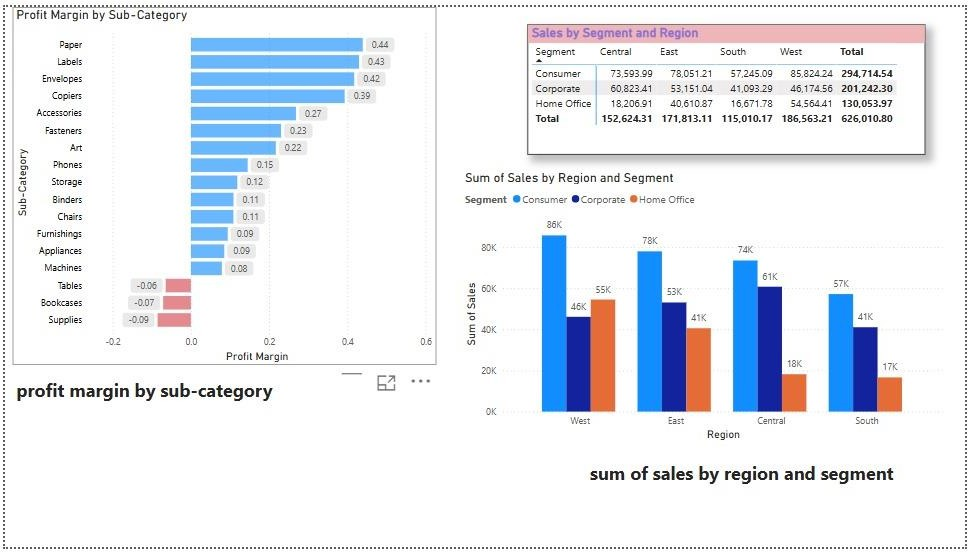 Profit Margin by Sub-Category
Sub-Category
Paper 0.44
Labels 0.43
Envelopes 0.42
Copiers 0.39
Accessories 0.27
Fasteners 0.23
Art 0.22
Phones 0.15
Storage 0.12
Binders 0.11
Chairs 0.11
Furnishings 0.09
Appliances 0.09
Machines 0.08
Tables -0.06
Bookcases -0.07
Supplies -0.09
-0.2 0.0 0.2 0.4 0.6
Profit Margin
profit margin by sub-category
Sales by Segment and Region
Segment Central East South West Total
Consumer 73,593.99 78,051.21 57,245.09 85,824.24 294,714.54
Corporate 60,823.41 53,151.04 41,093.29 46,174.56 201,242.30
Home Office 18,206.91 40,610.87 16,671.78 54,564.41 130,053.97
Total 152,624.31 171,813.11 115,010.17 186,563.21 626,010.80
Sum of Sales by Region and Segment
Segment Consumer Corporate Home Office
Sum of Sales
80K
60K
40K
20K
0K
86K 46K 55K
78K 53K 41K
74K 61K 18K
57K 41K 17K
West East Central South
Region
sum of sales by region and segment